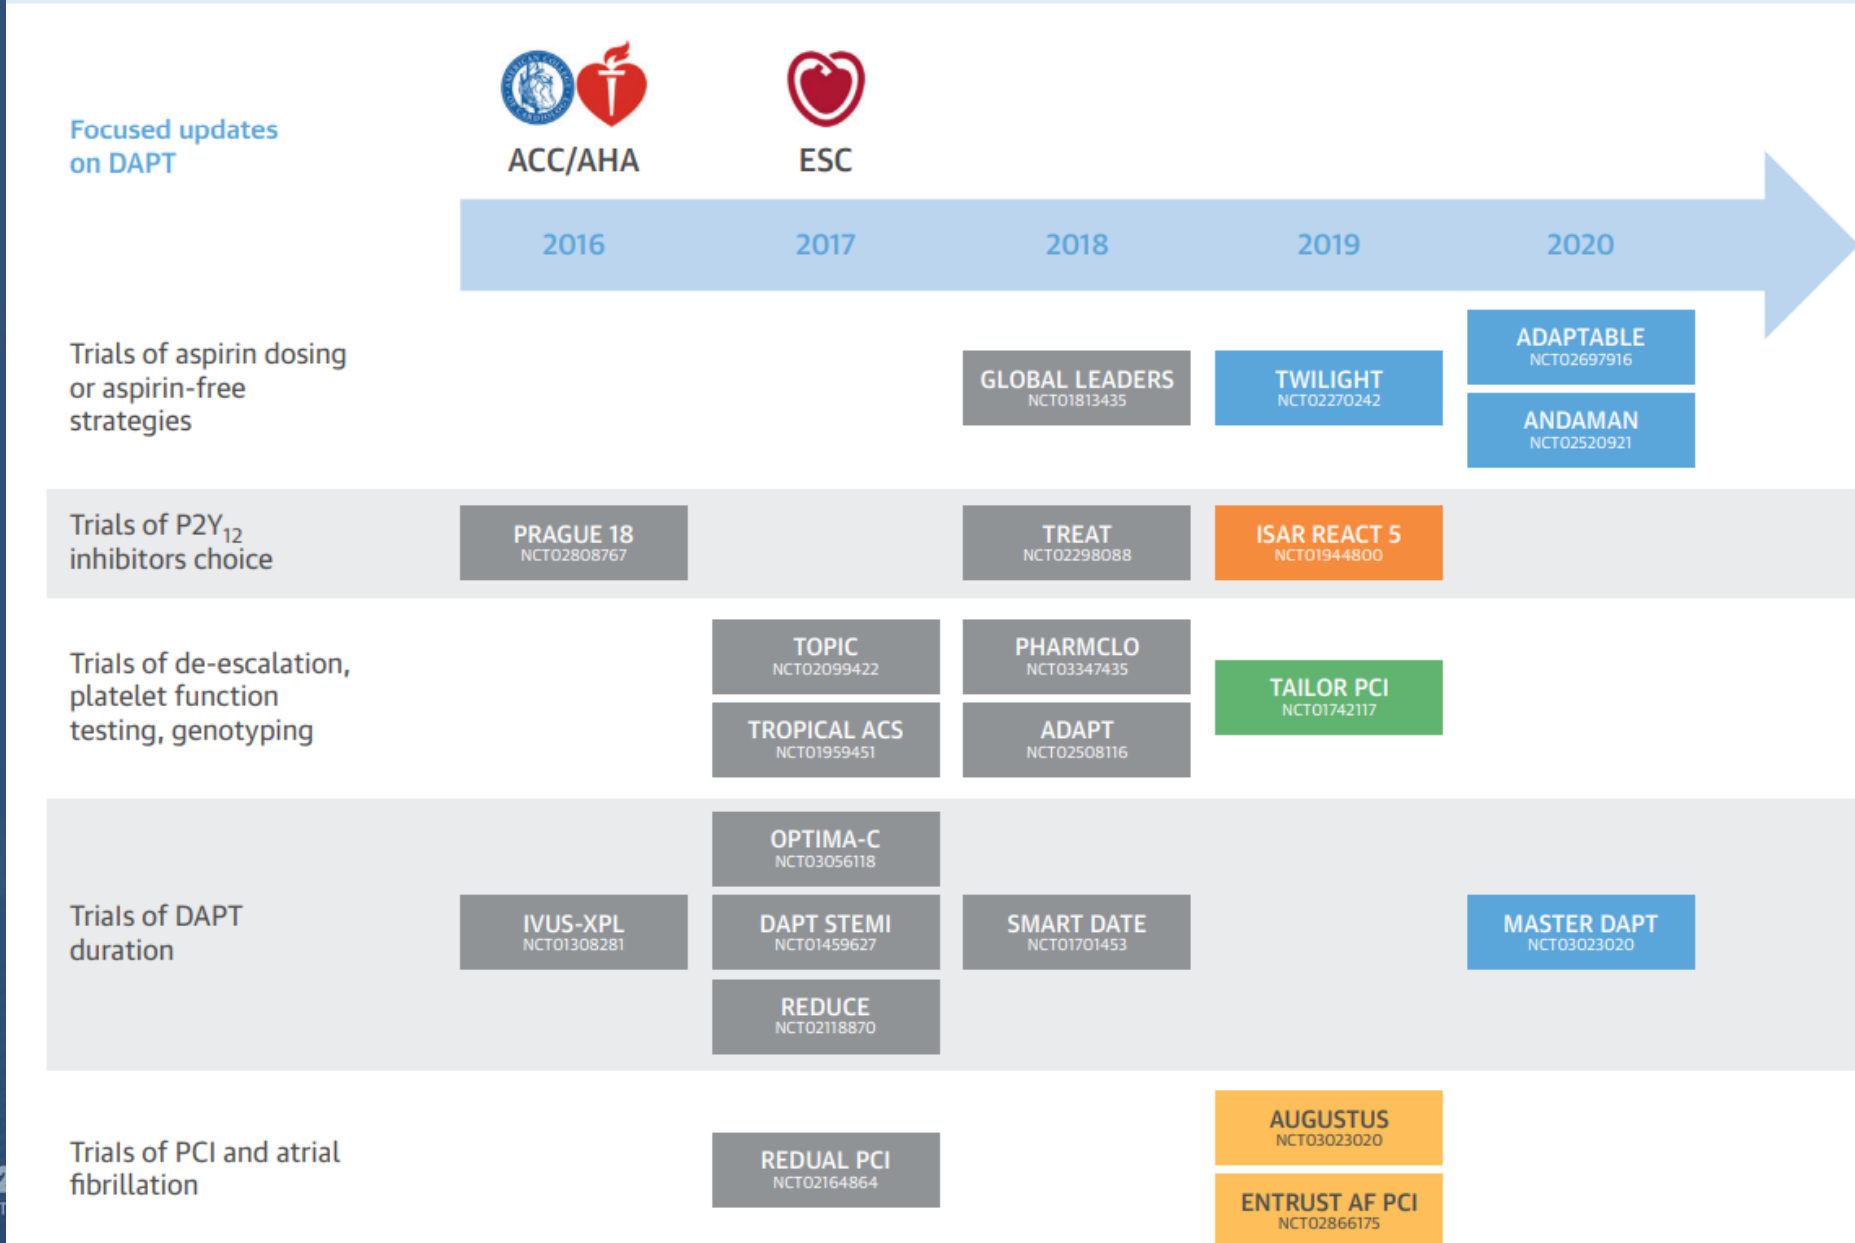 Focused updates
on DAPT
ACC/AHA
ESC
2016
2017
2018
2019
2020
Trials of aspirin dosing
or aspirin-free
strategies
GLOBAL LEADERS
NCT01813435
TWILIGHT
NCT02270242
ADAPTABLE
NCT02697916
ANDAMAN
NCT02520921
Trials of P2Y12
inhibitors choice
PRAGUE 18
NCT02808767
TREAT
NCT02298088
ISAR REACT 5
NCT01944800
Trials of de-escalation,
platelet function
testing, genotyping
TOPIC
NCT02099422
TROPICAL ACS
NCT01959451
PHARMCLO
NCT03347435
ADAPT
NCT02508116
TAILOR PCI
NCT01742117
Trials of DAPT
duration
IVUS-XPL
NCT01308281
OPTIMA-C
NCT03056118
DAPT STEMI
NCT01459627
REDUCE
NCT02118870
SMART DATE
NCT01701453
MASTER DAPT
NCT03023020
Trials of PCI and atrial
fibrillation
REDUAL PCI
NCT02164864
AUGUSTUS
NCT03023020
ENTRUST AF PCI
NCT02866175